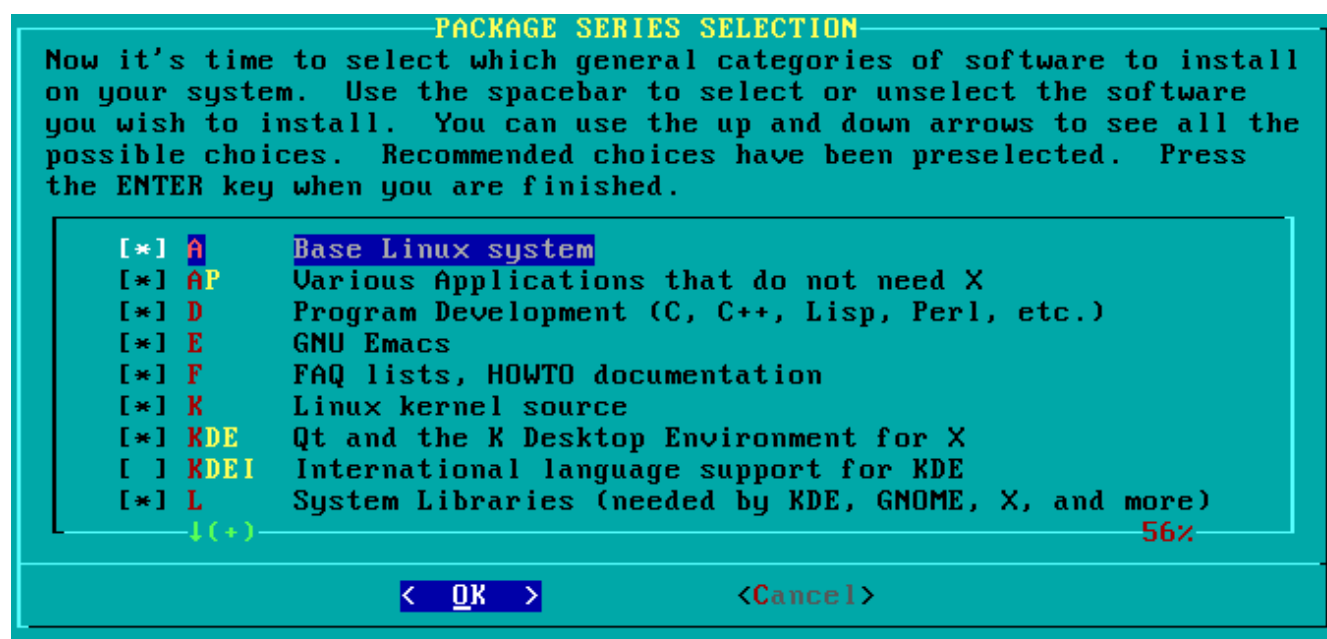 PACKAGE SERIES SELECTION
Now it's time to select which general categories of software to install
on your system.  Use the spacebar to select or unselect the software
you wish to install.  You can use the up and down arrows to see all the
possible choices.  Recommended choices have been preselected.  Press
the ENTER key when you are finished.
[*] A     Base Linux system
[*] AP    Various Applications that do not need X
[*] D     Program Development (C, C++, Lisp, Perl, etc.)
[*] E     GNU Emacs
[*] F     FAQ lists, HOWTO documentation
[*] K     Linux kernel source
[*] KDE   Qt and the K Desktop Environment for X
[ ] KDEI  International language support for KDE
[*] L     System Libraries (needed by KDE, GNOME, X, and more)
↓(+) 56%
<  OK  > <Cancel>